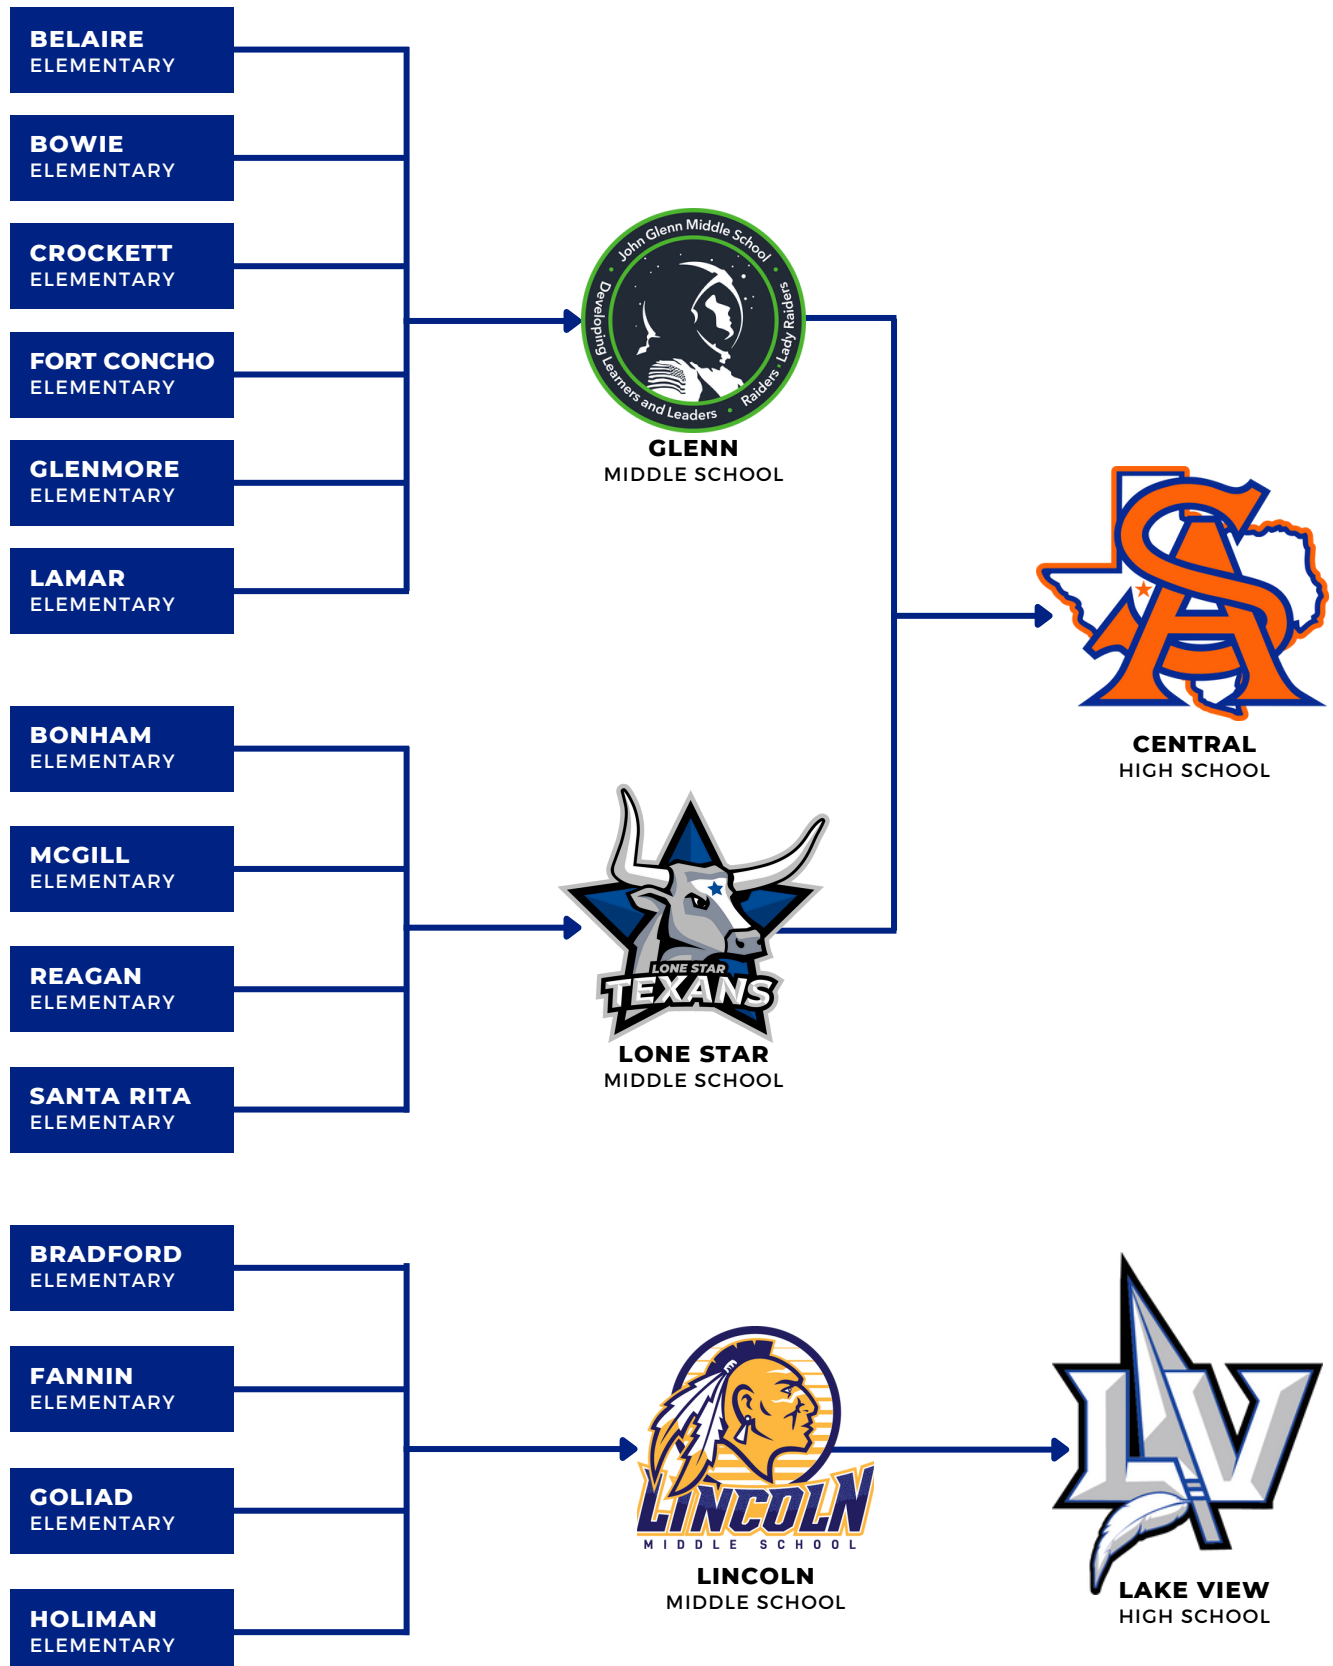 BELAIRE
ELEMENTARY
BOWIE
ELEMENTARY
CROCKETT
ELEMENTARY
FORT CONCHO
ELEMENTARY
GLENMORE
ELEMENTARY
LAMAR
ELEMENTARY
John Glenn Middle School
Developing Learners and Leaders
Raiders · Lady Raiders
GLENN
MIDDLE SCHOOL
SA
CENTRAL
HIGH SCHOOL
BONHAM
ELEMENTARY
MCGILL
ELEMENTARY
REAGAN
ELEMENTARY
SANTA RITA
ELEMENTARY
LONE STAR
TEXANS
LONE STAR
MIDDLE SCHOOL
BRADFORD
ELEMENTARY
FANNIN
ELEMENTARY
GOLIAD
ELEMENTARY
HOLIMAN
ELEMENTARY
LINCOLN
MIDDLE SCHOOL
LINCOLN
MIDDLE SCHOOL
LV
LAKE VIEW
HIGH SCHOOL